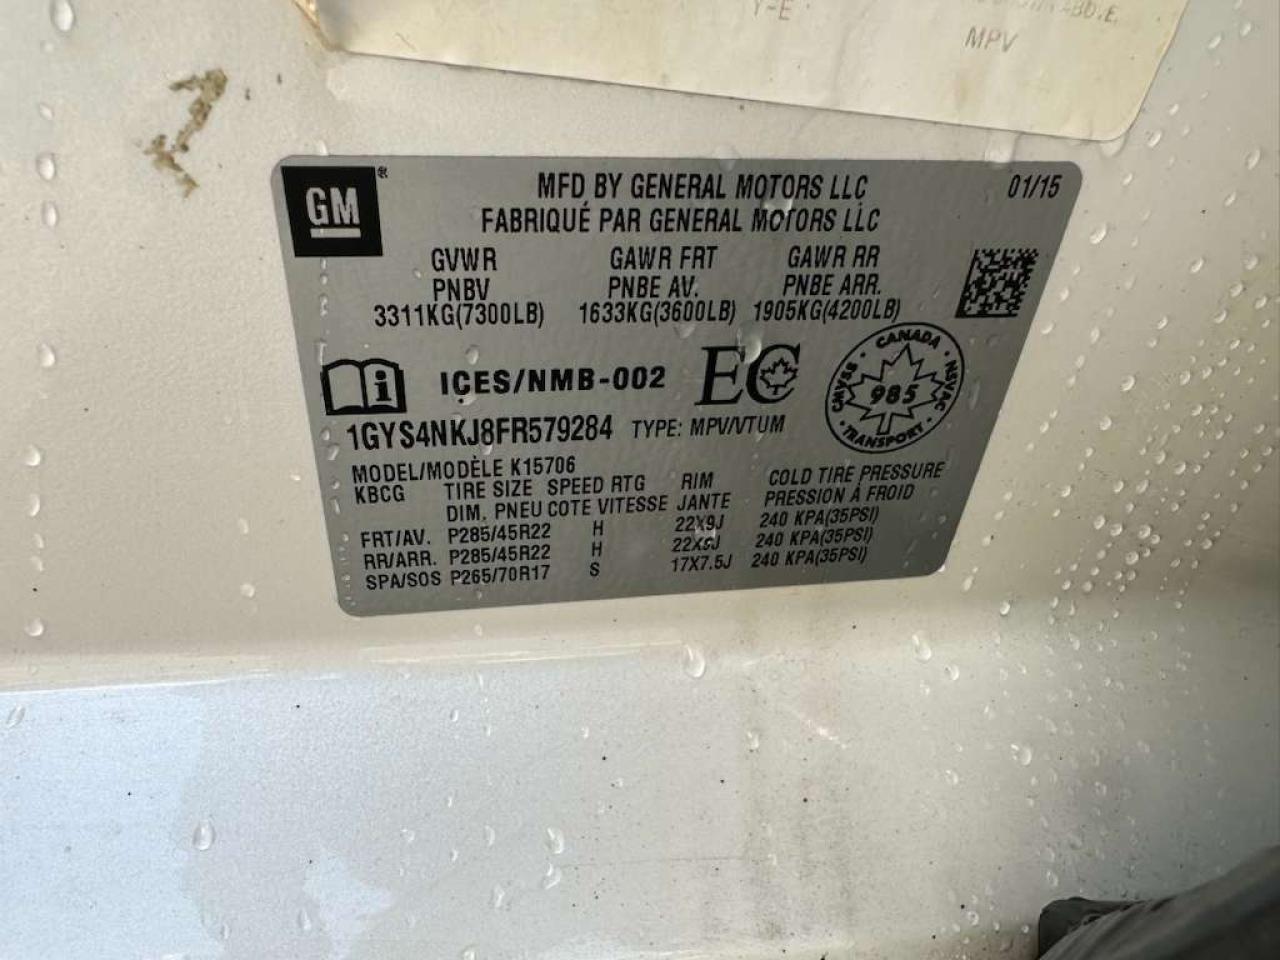 Y-E
MPV
GM®
MFD BY GENERAL MOTORS LLC
01/15
FABRIQUÉ PAR GENERAL MOTORS LLC
GVWR GAWR FRT GAWR RR
PNBV PNBE AV. PNBE ARR.
3311KG(7300LB) 1633KG(3600LB) 1905KG(4200LB)
i ICES/NMB-002 EC
CANADA · NSVAC · TRANSPORT · CMVSS ·
985
1GYS4NKJ8FR579284 TYPE: MPV/VTUM
MODEL/MODÈLE K15706
KBCG TIRE SIZE SPEED RTG RIM COLD TIRE PRESSURE
DIM. PNEU COTE VITESSE JANTE PRESSION À FROID
FRT/AV. P285/45R22 H 22X9J 240 KPA(35PSI)
RR/ARR. P285/45R22 H 22X9J 240 KPA(35PSI)
SPA/SOS P265/70R17 S 17X7.5J 240 KPA(35PSI)